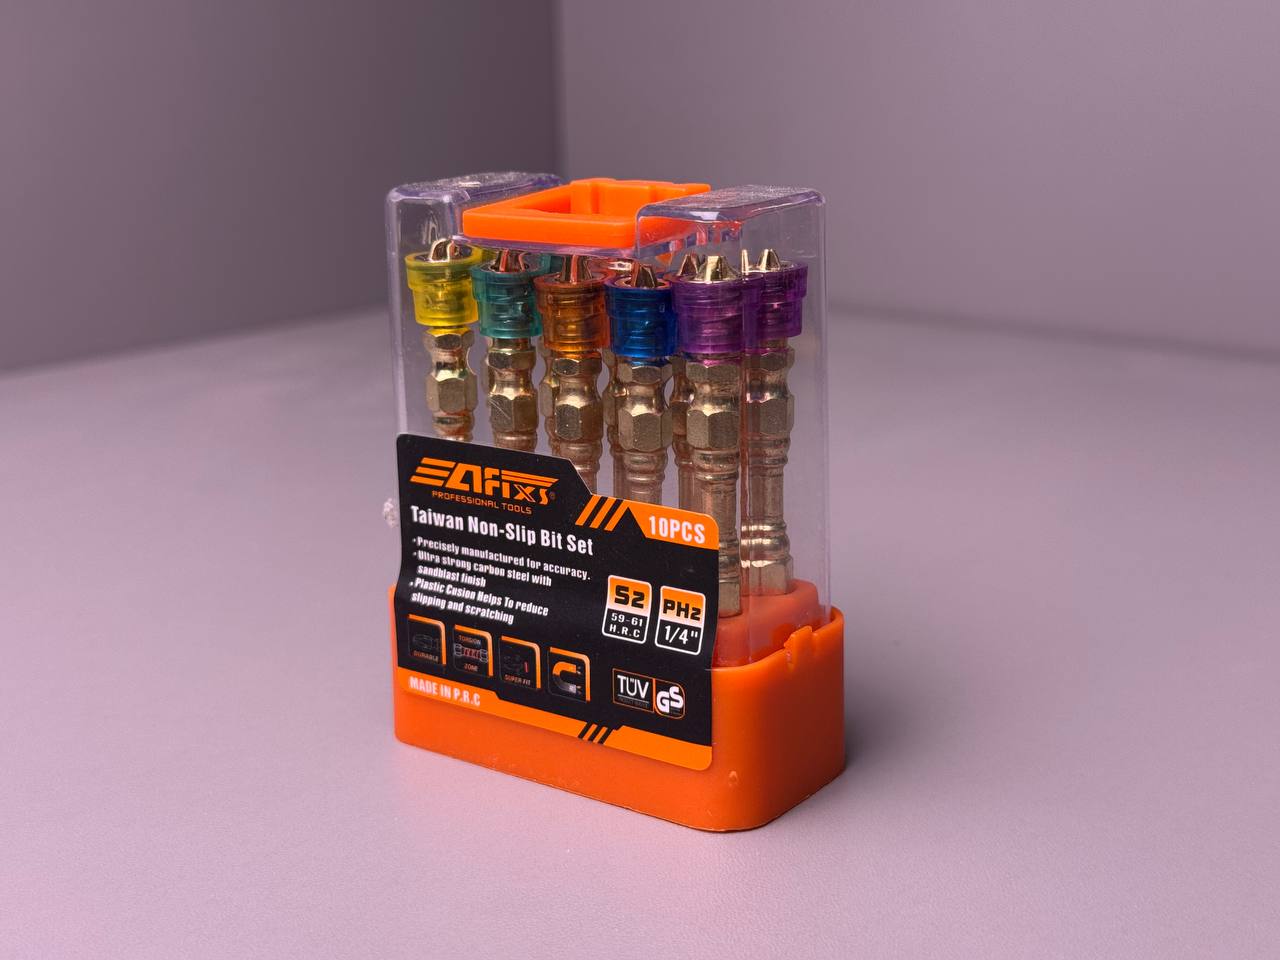 AFIXS®
PROFESSIONAL TOOLS
10PCS
Taiwan Non-Slip Bit Set
•Precisely manufactured for accuracy.
•Ultra strong carbon steel with
sandblast finish
•Plastic Cusion Helps To reduce
slipping and scratching
S2
59-61
H.R.C
PH2
1/4"
DURABLE
TORSION
ZONE
SUPER FIT
TÜV
GS
MADE IN P.R.C